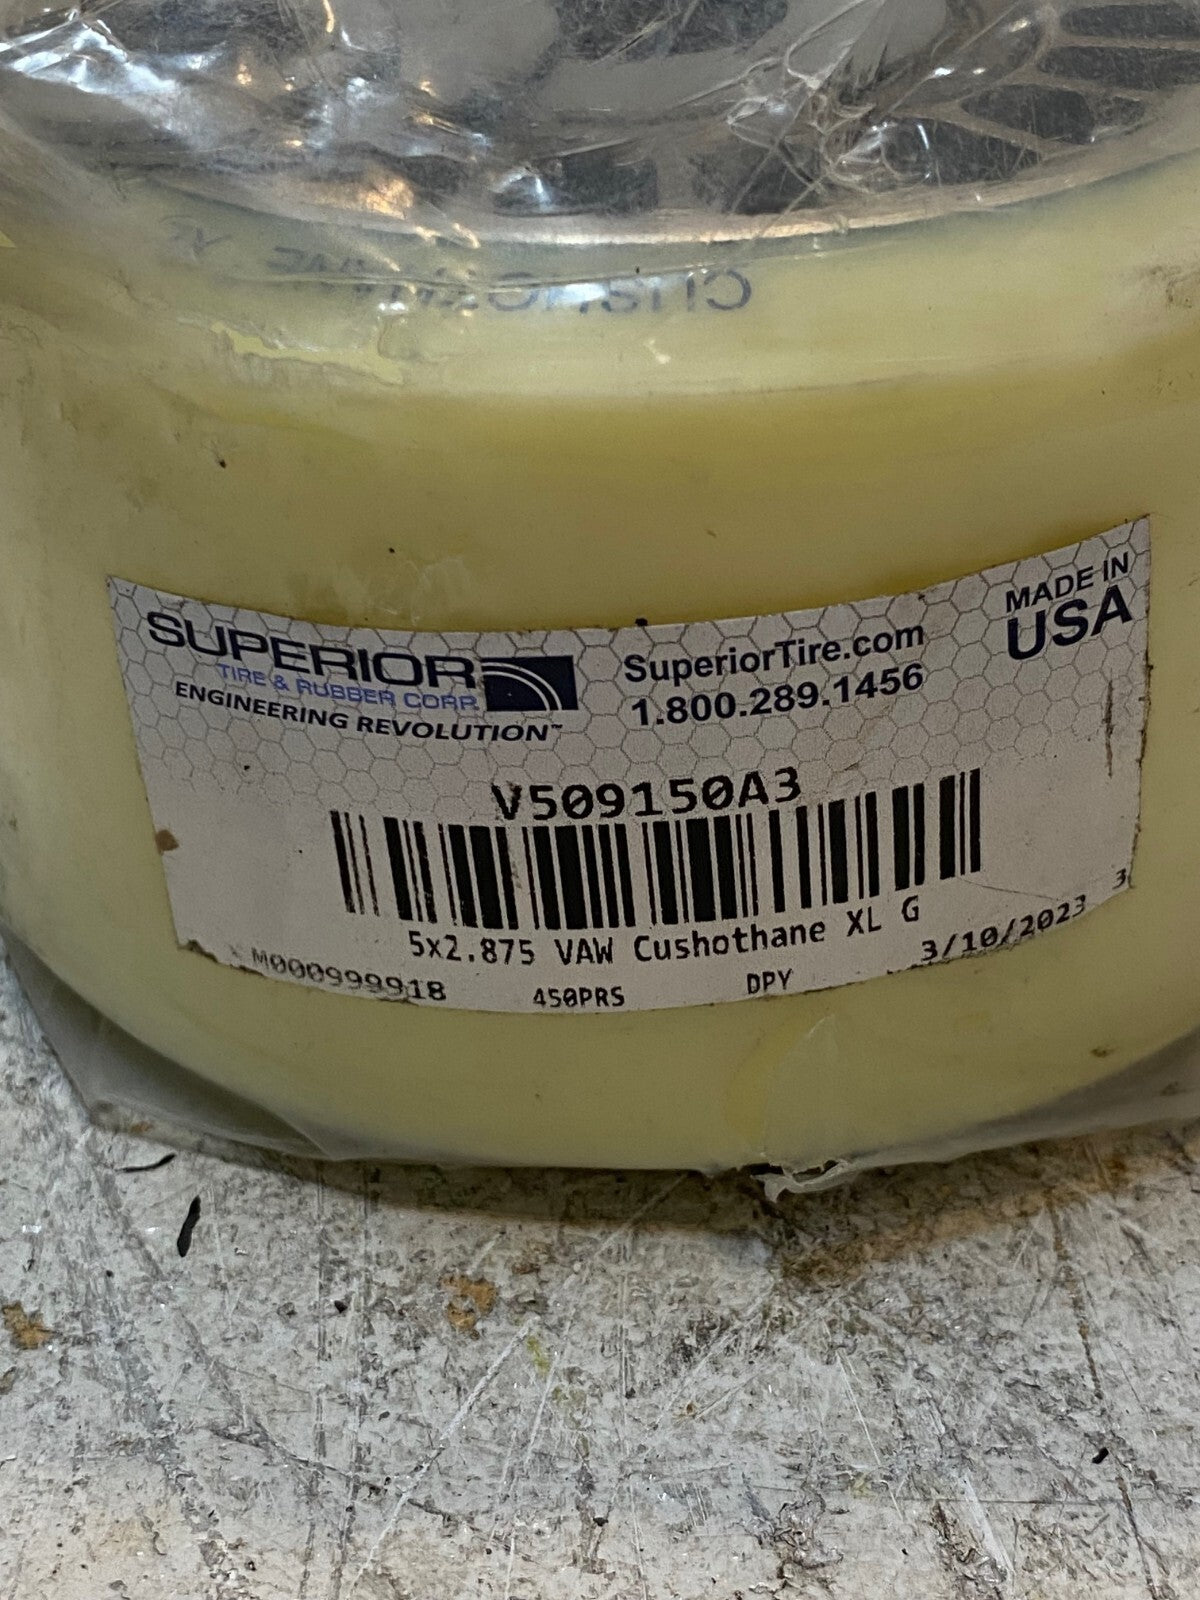 SUPERIOR
TIRE & RUBBER CORP.
ENGINEERING REVOLUTION™
SuperiorTire.com
1.800.289.1456
MADE IN
USA
V509150A3
5x2.875 VAW Cushothane XL G
M000999918 450PRS DPY 3/10/2023 3